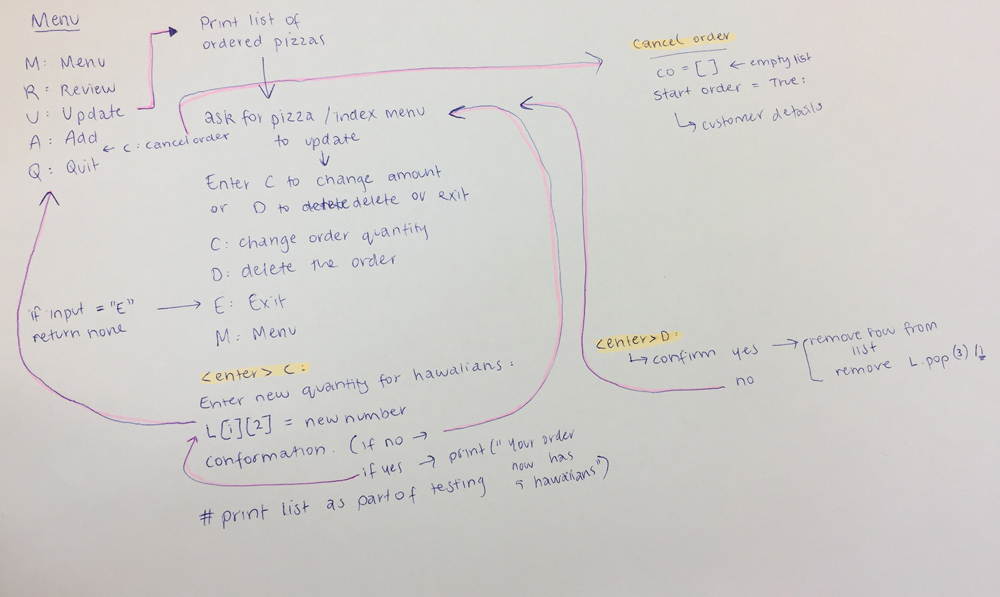 Menu
M: Menu
R: Review
U: Update
A: Add
← C: cancel order
Q: Quit
Print list of
ordered pizzas
ask for pizza / index menu
to update
Enter C to change amount
or D to delete delete or exit
C: change order quantity
D: delete the order
E: Exit
M: Menu
if input = "E"
return none
<enter> C:
Enter new quantity for hawaiians:
L[1][2] = new number
conformation. (if no →
if yes → print("Your order
now has
9 hawaiians")
# print list as part of testing
cancel order
co = [ ] ← empty list
start order = True:
↳ customer details
<enter> D:
↳ confirm yes → remove row from
list
remove L.pop(3)
no